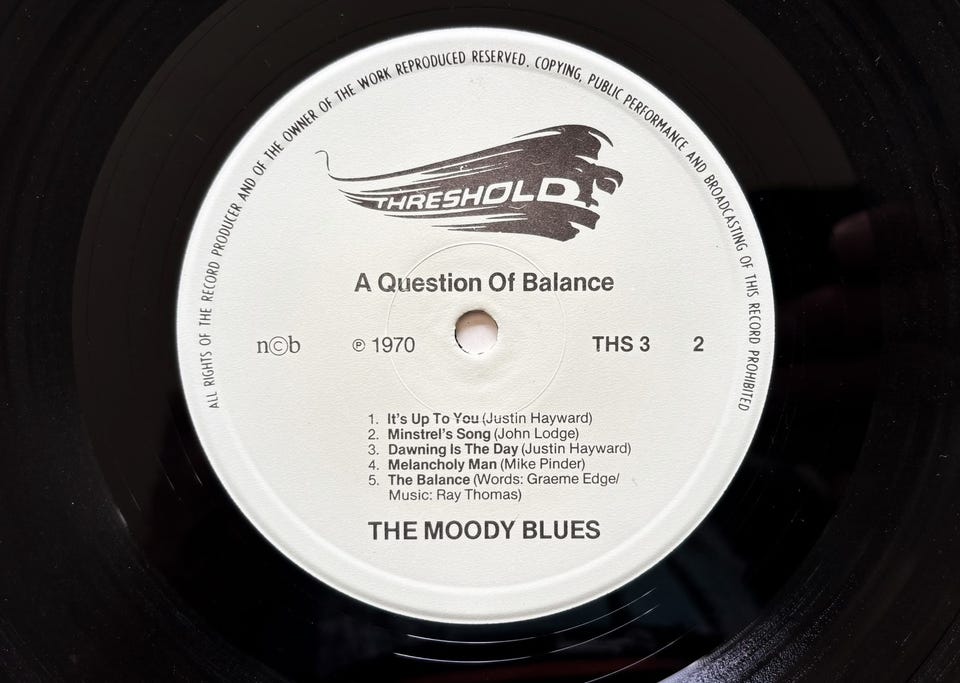 ALL RIGHTS OF THE RECORD PRODUCER AND OF THE OWNER OF THE WORK REPRODUCED RESERVED. COPYING, PUBLIC PERFORMANCE AND BROADCASTING OF THIS RECORD PROHIBITED
THRESHOLD
A Question Of Balance
n©b ℗ 1970 THS 3 2
1. It's Up To You (Justin Hayward)
2. Minstrel's Song (John Lodge)
3. Dawning Is The Day (Justin Hayward)
4. Melancholy Man (Mike Pinder)
5. The Balance (Words: Graeme Edge/
Music: Ray Thomas)
THE MOODY BLUES